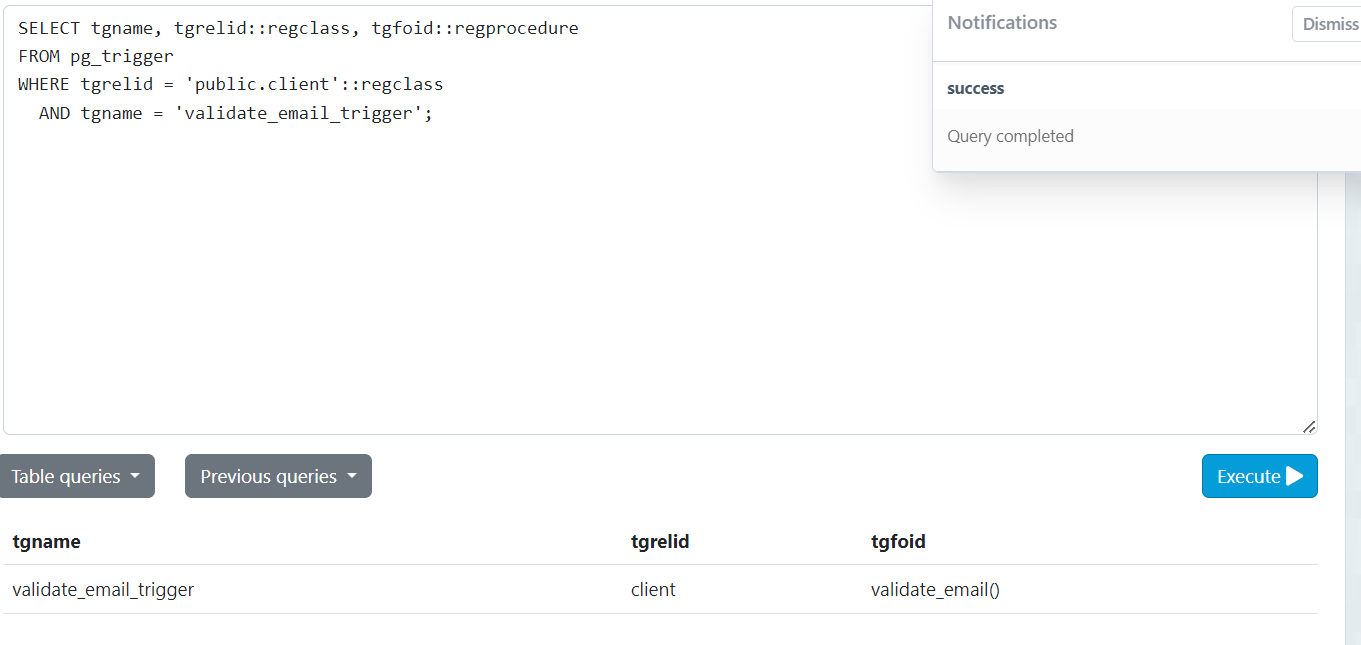 SELECT tgname, tgrelid::regclass, tgfoid::regprocedure
FROM pg_trigger
WHERE tgrelid = 'public.client'::regclass
  AND tgname = 'validate_email_trigger';
Notifications
Dismiss
success
Query completed
Table queries
Previous queries
Execute
tgname tgrelid tgfoid
validate_email_trigger client validate_email()